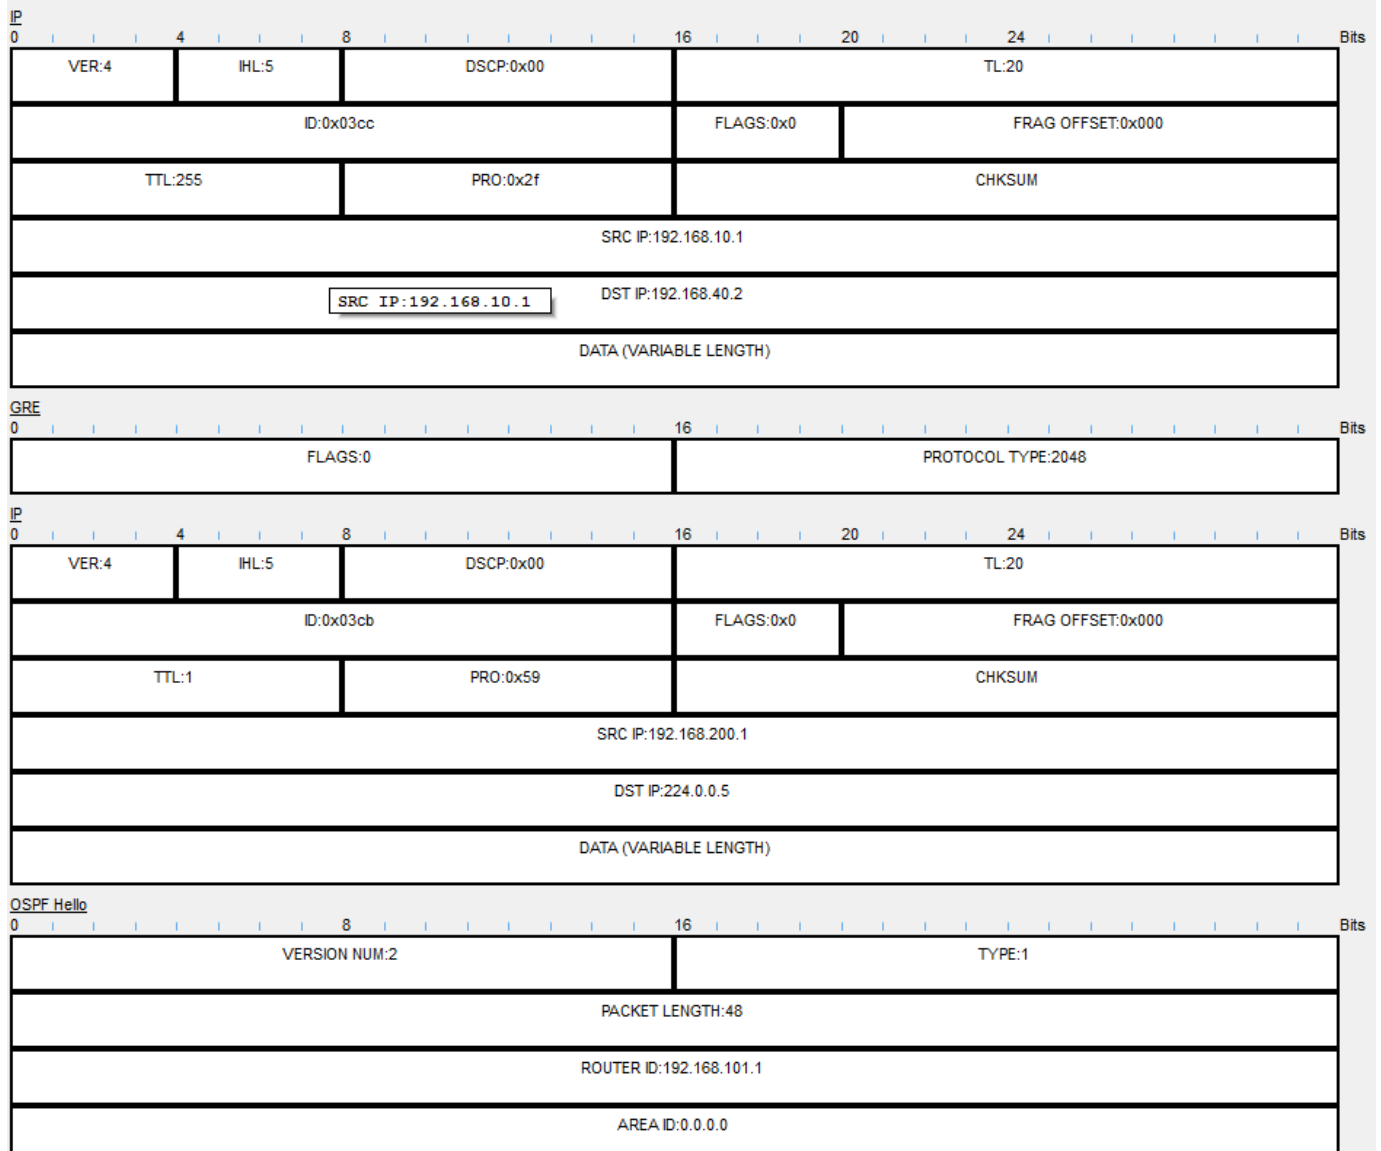 IP
0 4 8 16 20 24 Bits
VER:4 IHL:5 DSCP:0x00 TL:20
ID:0x03cc FLAGS:0x0 FRAG OFFSET:0x000
TTL:255 PRO:0x2f CHKSUM
SRC IP:192.168.10.1
DST IP:192.168.40.2
SRC IP:192.168.10.1
DATA (VARIABLE LENGTH)
GRE
0 16 Bits
FLAGS:0 PROTOCOL TYPE:2048
IP
0 4 8 16 20 24 Bits
VER:4 IHL:5 DSCP:0x00 TL:20
ID:0x03cb FLAGS:0x0 FRAG OFFSET:0x000
TTL:1 PRO:0x59 CHKSUM
SRC IP:192.168.200.1
DST IP:224.0.0.5
DATA (VARIABLE LENGTH)
OSPF Hello
0 8 16 Bits
VERSION NUM:2 TYPE:1
PACKET LENGTH:48
ROUTER ID:192.168.101.1
AREA ID:0.0.0.0